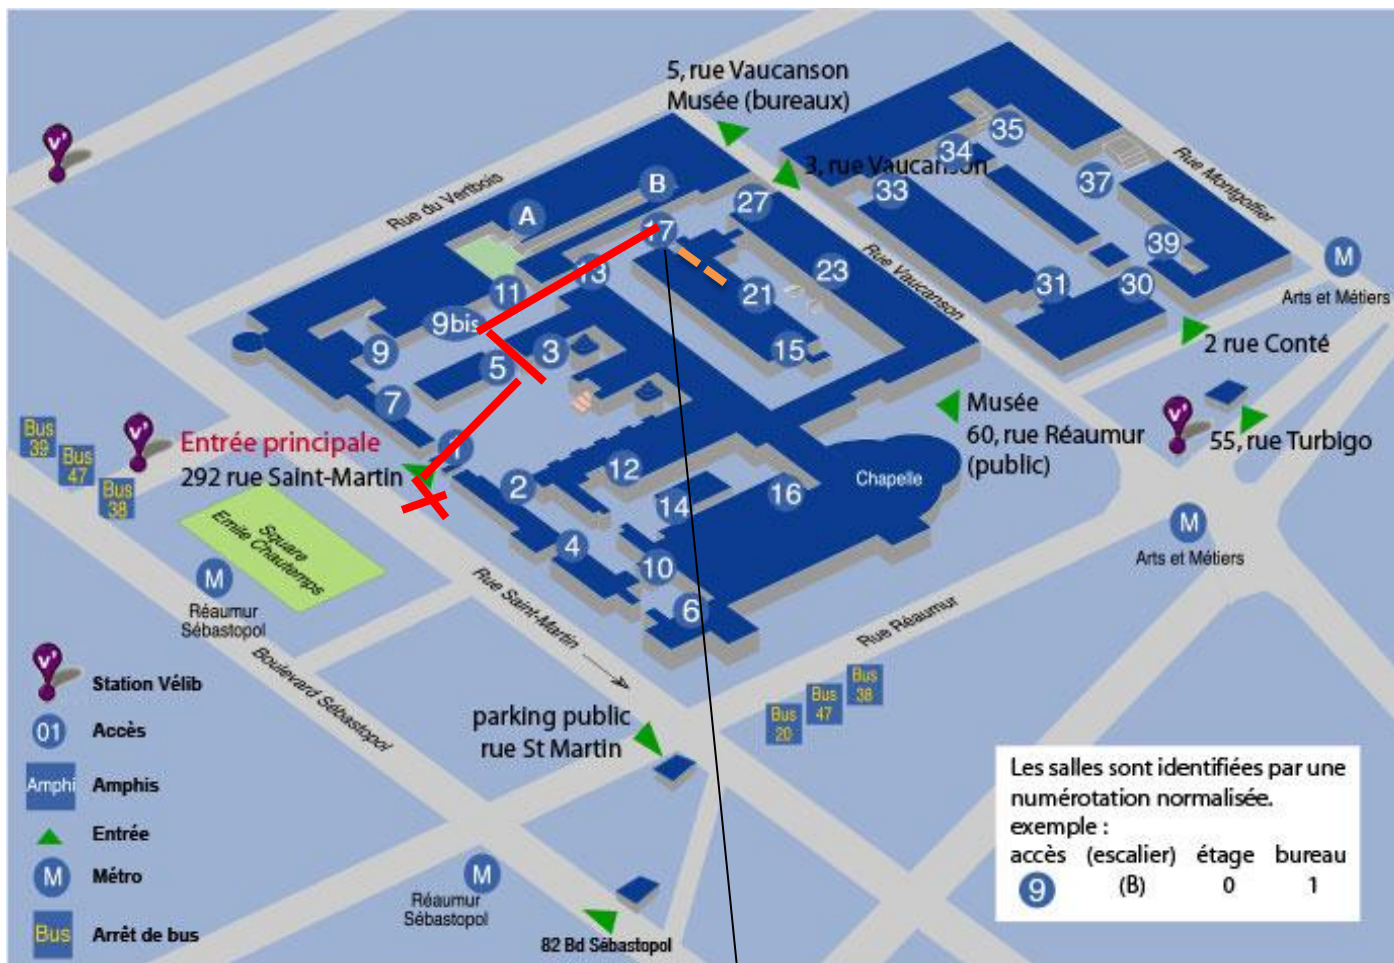 5, rue Vaucanson
Musée (bureaux)
3, rue Vaucanson
Rue du Vertbois
Rue Montgolfier
Rue Vaucanson
A
B
35
34
37
33
27
17
39
13
23
11
21
31
30
9bis
9
3
5
15
7
1
2
12
14
16
4
10
6
M
Arts et Métiers
2 rue Conté
Musée
60, rue Réaumur
(public)
55, rue Turbigo
Chapelle
M
Arts et Métiers
Bus
39
Bus
47
Bus
38
Entrée principale
292 rue Saint-Martin
Square
Emile Chautemps
M
Réaumur
Sébastopol
Rue Saint-Martin
Rue Réaumur
Boulevard Sébastopol
Bus
20
Bus
47
Bus
38
parking public
rue St Martin
M
Réaumur
Sébastopol
82 Bd Sébastopol
Station Vélib
01 Accès
Amphi Amphis
Entrée
M Métro
Bus Arrêt de bus
Les salles sont identifiées par une
numérotation normalisée.
exemple :
accès (escalier) étage bureau
9 (B) 0 1